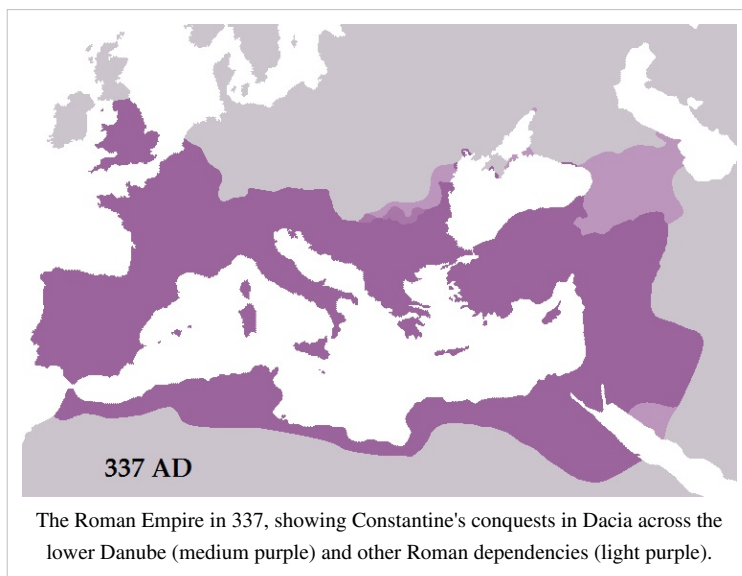 337 AD
The Roman Empire in 337, showing Constantine's conquests in Dacia across the
lower Danube (medium purple) and other Roman dependencies (light purple).